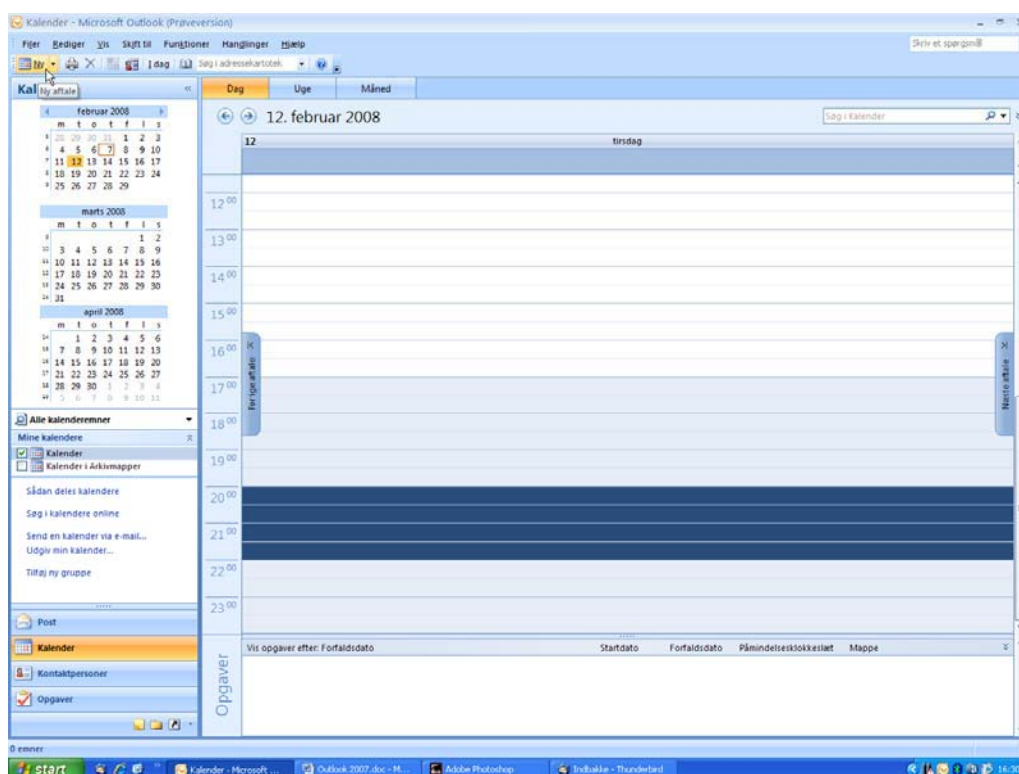 Kalender - Microsoft Outlook (Prøveversion)
Filer Rediger Vis Skift til Funktioner Handlinger Hjælp
Skriv et spørgsmål
Ny I dag Søg i adressekartotek
Ny aftale
Kal
Dag Uge Måned
12. februar 2008
Søg i Kalender
12 tirsdag
februar 2008
m t o t f l s
28 29 30 31 1 2 3
4 5 6 7 8 9 10
11 12 13 14 15 16 17
18 19 20 21 22 23 24
25 26 27 28 29
marts 2008
m t o t f l s
1 2
3 4 5 6 7 8 9
10 11 12 13 14 15 16
17 18 19 20 21 22 23
24 25 26 27 28 29 30
31
april 2008
m t o t f l s
1 2 3 4 5 6
7 8 9 10 11 12 13
14 15 16 17 18 19 20
21 22 23 24 25 26 27
28 29 30 1 2 3 4
5 6 7 8 9 10 11
Alle kalenderemner
Mine kalendere
Kalender
Kalender i Arkivmapper
Sådan deles kalendere
Søg i kalendere online
Send en kalender via e-mail...
Udgiv min kalender...
Tilføj ny gruppe
Post
Kalender
Kontaktpersoner
Opgaver
12 00
13 00
14 00
15 00
16 00
17 00
18 00
19 00
20 00
21 00
22 00
23 00
Forrige aftale
Næste aftale
Opgaver
Vis opgaver efter: Forfaldsdato Startdato Forfaldsdato Påmindelsesklokkeslæt Mappe
0 emner
start Kalender - Microsoft ... Outlook 2007.doc - M... Adobe Photoshop Indbakke - Thunderbird 16:30